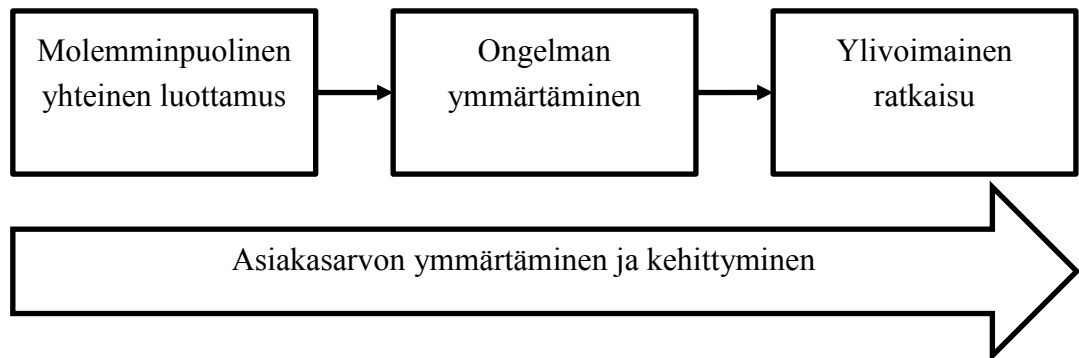 Molemminpuolinen
yhteinen luottamus
Ongelman
ymmärtäminen
Ylivoimainen
ratkaisu
Asiakasarvon ymmärtäminen ja kehittyminen